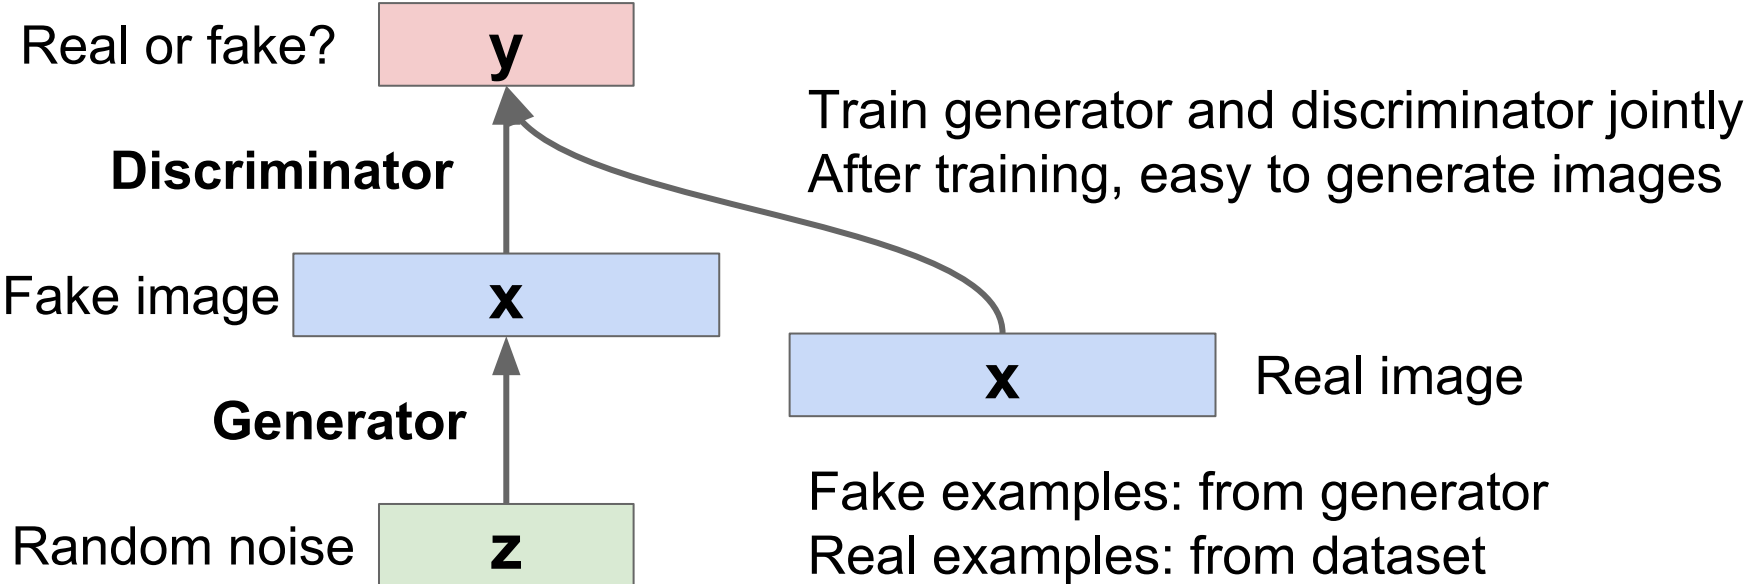 Real or fake?
y
Train generator and discriminator jointly
Discriminator
After training, easy to generate images
Fake image
x
x
Real image
Generator
Fake examples: from generator
Random noise
z
Real examples: from dataset